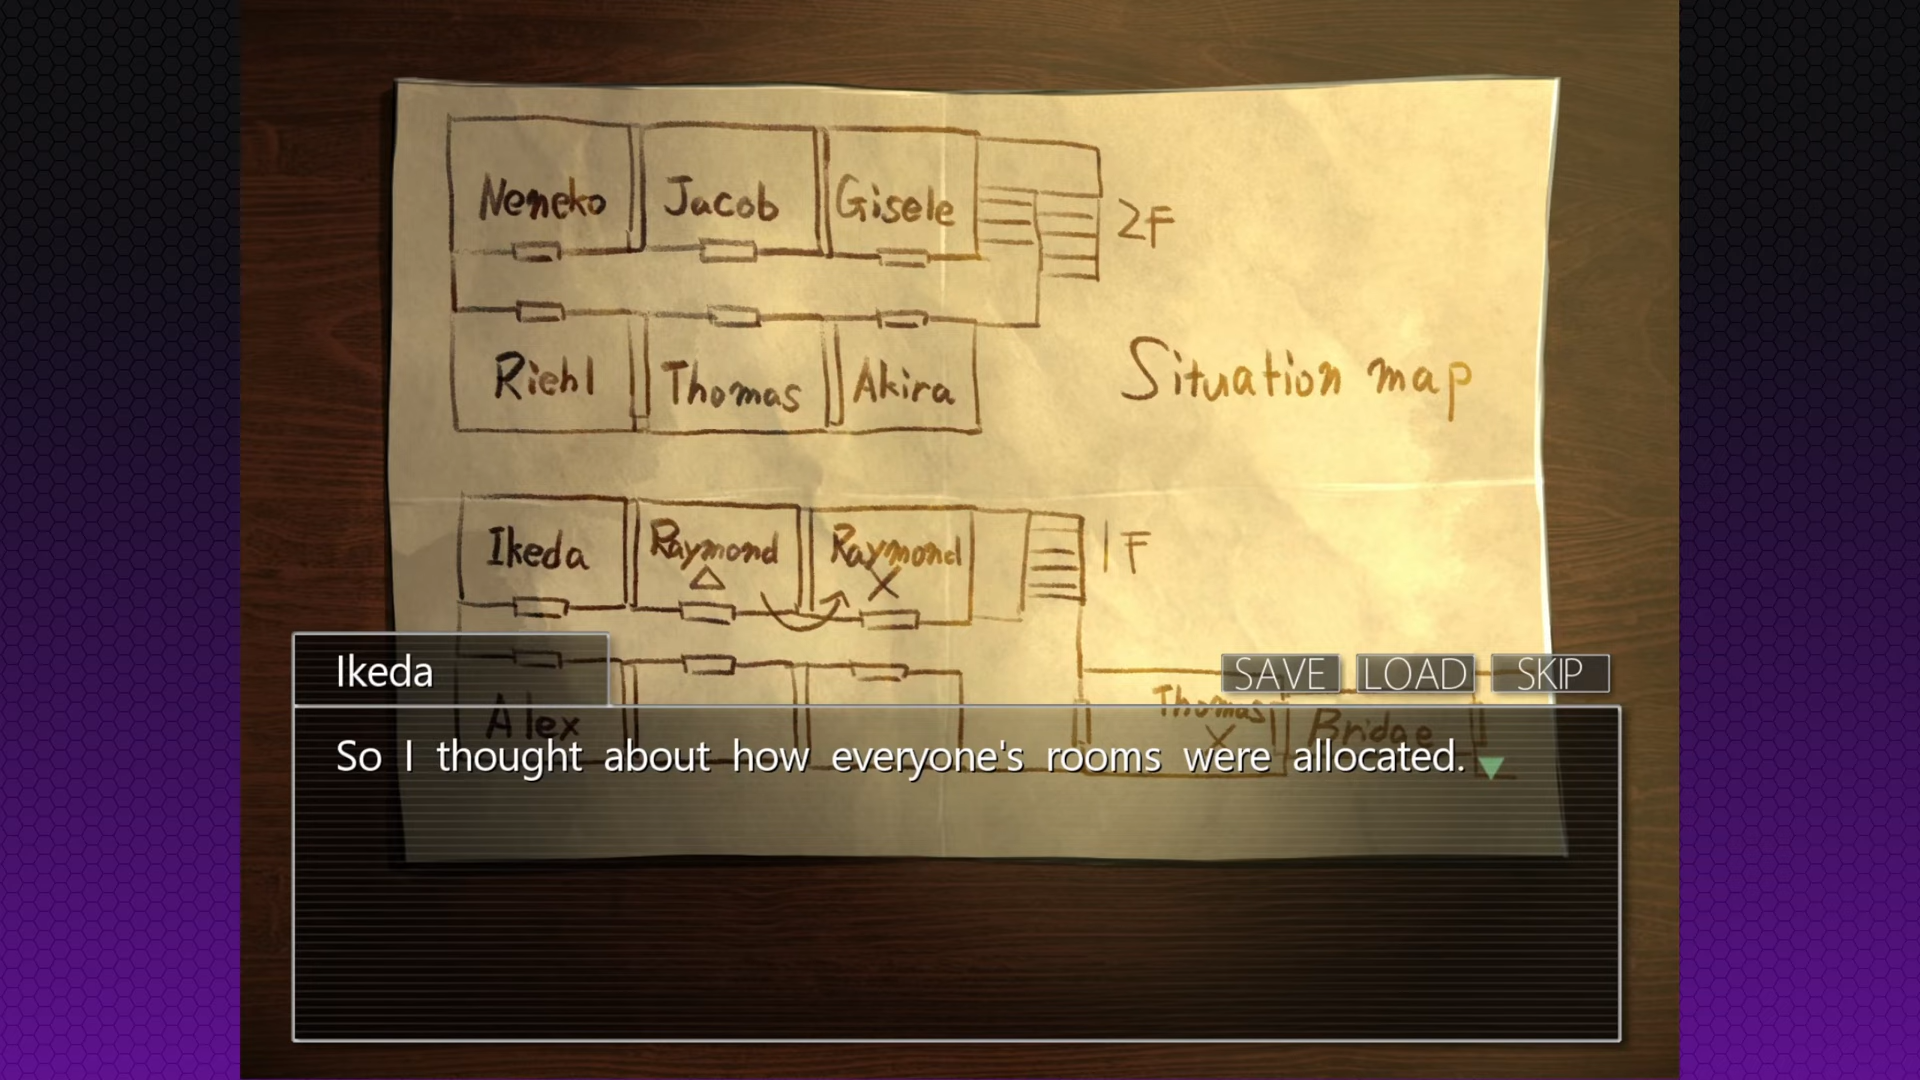 Neneko Jacob Gisele
2F
Riehl Thomas Akira
Situation map
Ikeda Raymond Raymond
△ X
1F
Ikeda
SAVE LOAD SKIP
Alex
Thomas
X
Bridge
So I thought about how everyone's rooms were allocated.